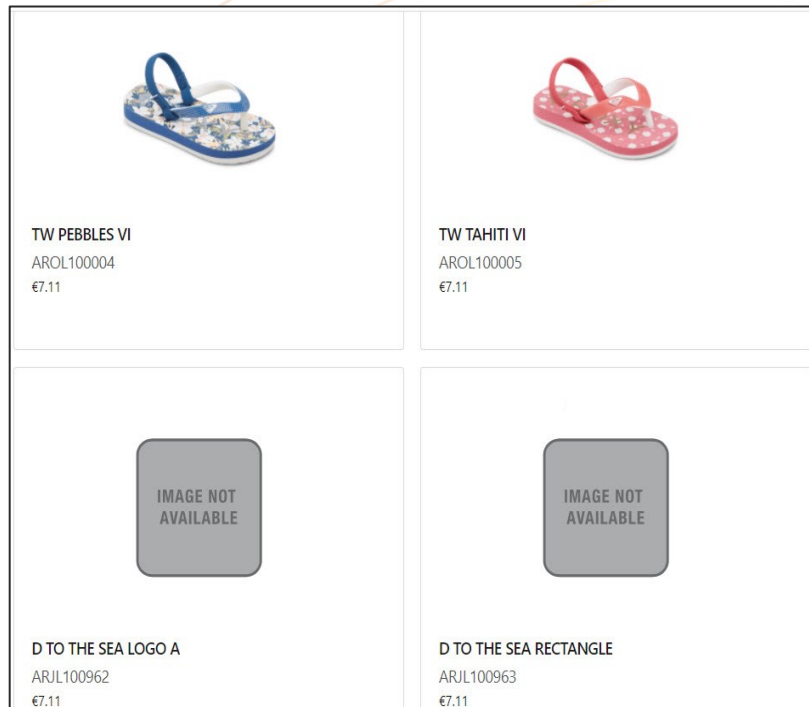 TW PEBBLES VI
AROL100004
€7.11
TW TAHITI VI
AROL100005
€7.11
IMAGE NOT
AVAILABLE
D TO THE SEA LOGO A
ARJL100962
€7.11
IMAGE NOT
AVAILABLE
D TO THE SEA RECTANGLE
ARJL100963
€7.11